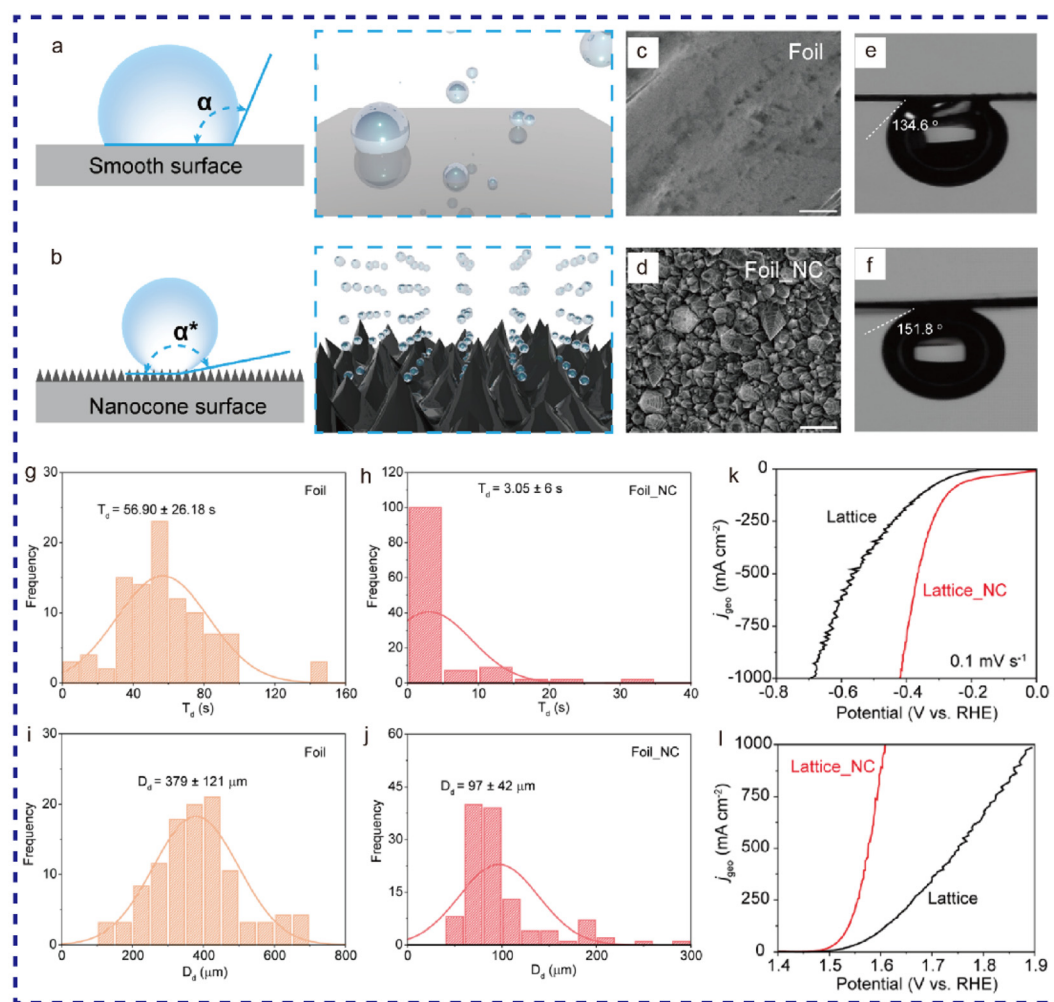 a
α
Smooth surface
c
Foil
e
134.6 °
b
α*
Nanocone surface
d
Foil_NC
f
151.8 °
g
Foil
T_d = 56.90 ± 26.18 s
Frequency
30
20
10
0
0
40
80
120
160
T_d (s)
h
T_d = 3.05 ± 6 s
Foil_NC
Frequency
120
100
80
60
40
20
0
0
10
20
30
40
T_d (s)
k
Lattice
Lattice_NC
0.1 mV s⁻¹
j_geo (mA cm⁻²)
0
-250
-500
-750
-1000
-0.8
-0.6
-0.4
-0.2
0.0
Potential (V vs. RHE)
i
Foil
D_d = 379 ± 121 μm
Frequency
30
20
10
0
0
200
400
600
800
D_d (μm)
j
Foil_NC
D_d = 97 ± 42 μm
Frequency
60
45
30
15
0
0
100
200
300
D_d (μm)
l
Lattice_NC
Lattice
j_geo (mA cm⁻²)
1000
750
500
250
0
1.4
1.5
1.6
1.7
1.8
1.9
Potential (V vs. RHE)